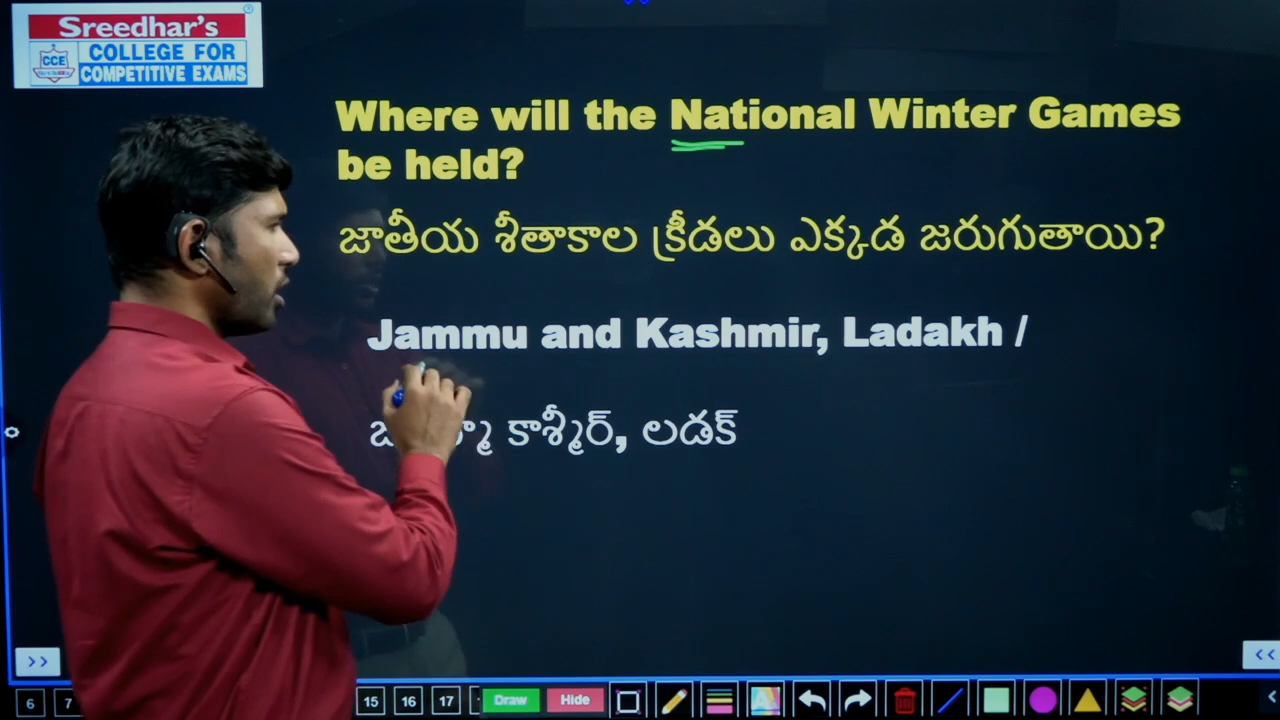 Sreedhar's
CCE
COLLEGE FOR
COMPETITIVE EXAMS
Where will the National Winter Games
be held?
జాతీయ శీతాకాల క్రీడలు ఎక్కడ జరుగుతాయి?
Jammu and Kashmir, Ladakh /
కాశ్మీర్, లడక్
>> <<
6 7 15 16 17 Draw Hide